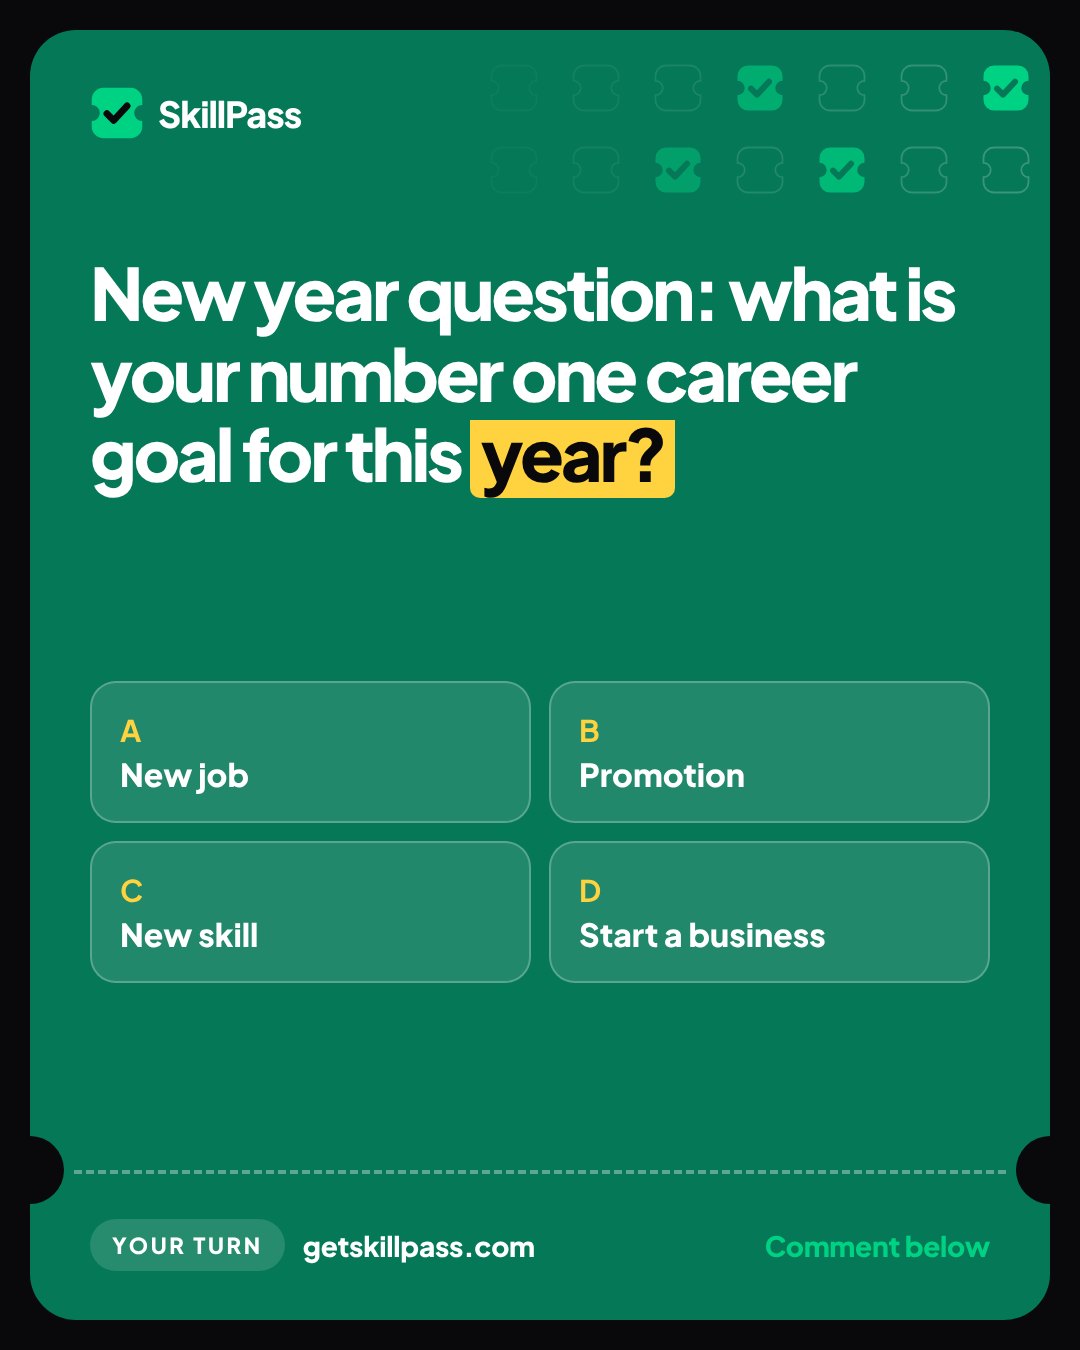 SkillPass
New year question: what is
your number one career
goal for this year?
A
New job
B
Promotion
C
New skill
D
Start a business
YOUR TURN
getskillpass.com
Comment below